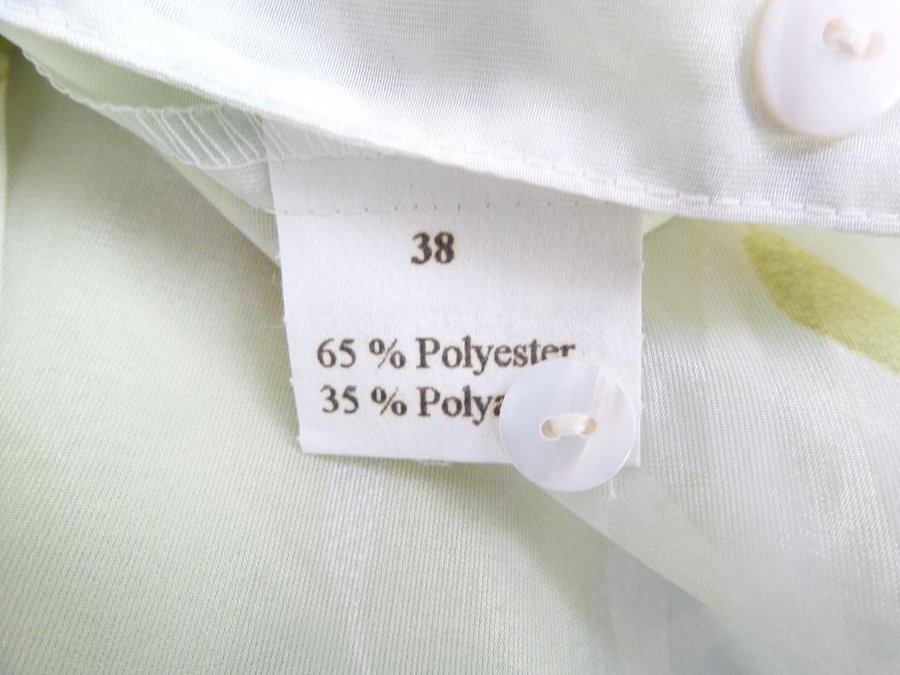 38
65 % Polyester
35 % Polya